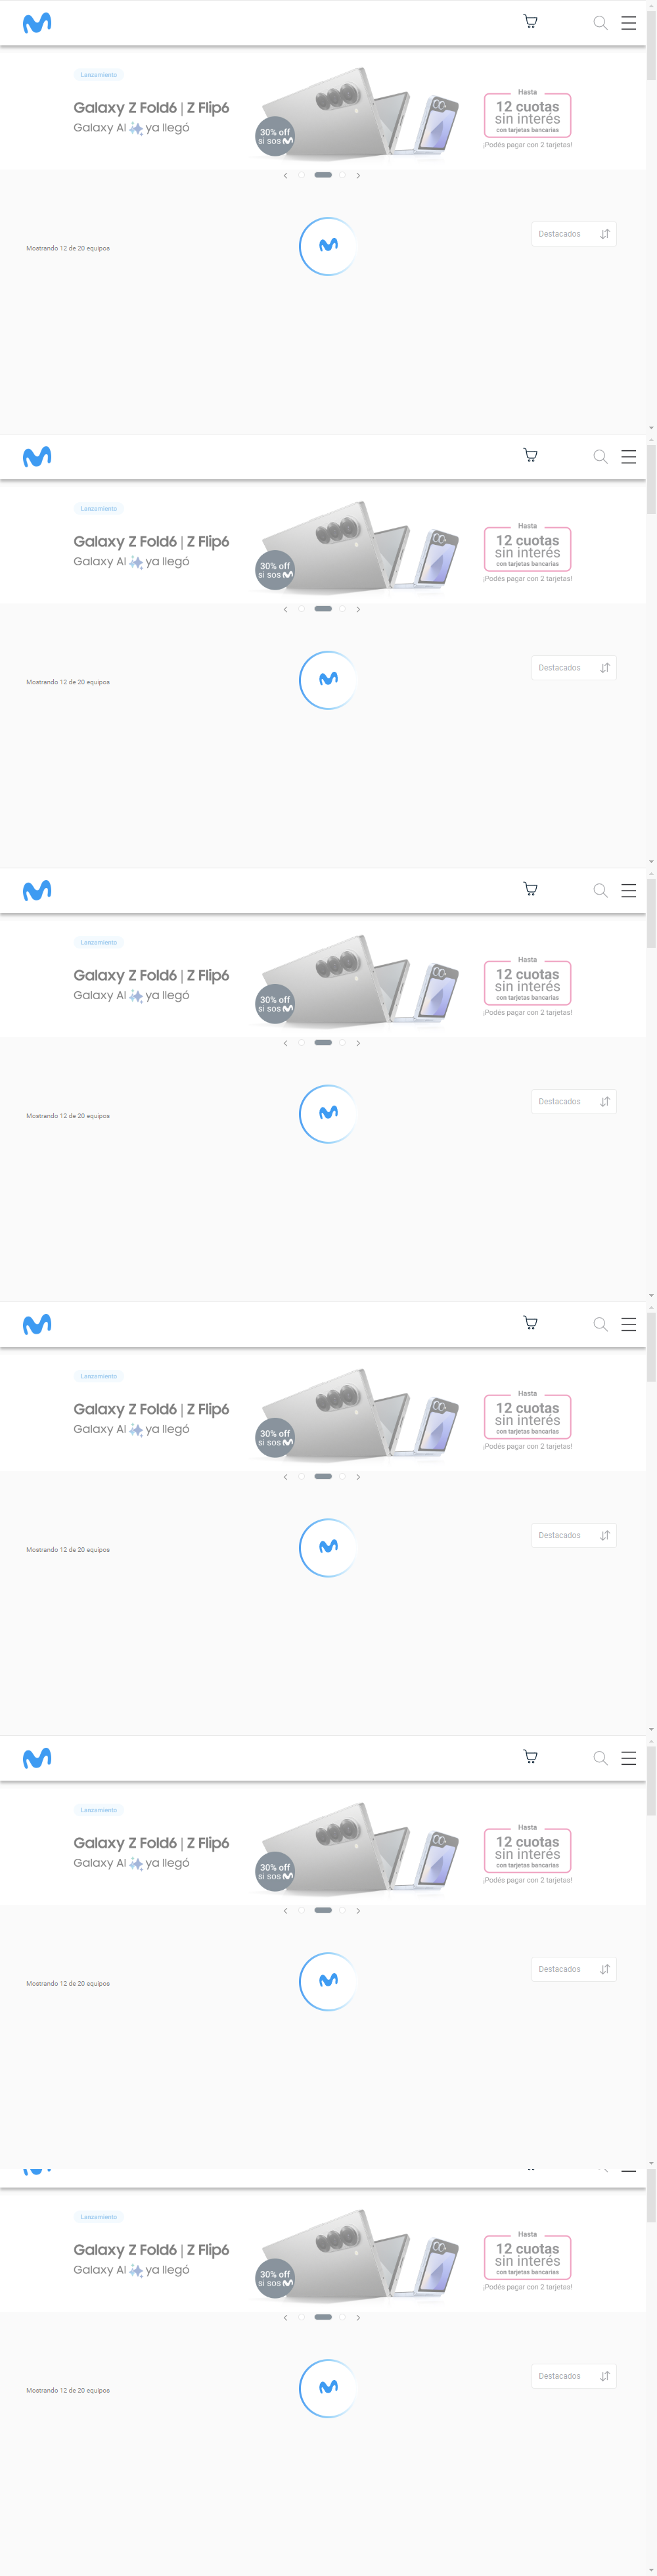 Lanzamiento
Galaxy Z Fold6 | Z Flip6
Galaxy AI ya llegó
30% off
si sos
Hasta
12 cuotas
sin interés
con tarjetas bancarias
¡Podés pagar con 2 tarjetas!
Mostrando 12 de 20 equipos
Destacados
Lanzamiento
Galaxy Z Fold6 | Z Flip6
Galaxy AI ya llegó
30% off
si sos
Hasta
12 cuotas
sin interés
con tarjetas bancarias
¡Podés pagar con 2 tarjetas!
Mostrando 12 de 20 equipos
Destacados
Lanzamiento
Galaxy Z Fold6 | Z Flip6
Galaxy AI ya llegó
30% off
si sos
Hasta
12 cuotas
sin interés
con tarjetas bancarias
¡Podés pagar con 2 tarjetas!
Mostrando 12 de 20 equipos
Destacados
Lanzamiento
Galaxy Z Fold6 | Z Flip6
Galaxy AI ya llegó
30% off
si sos
Hasta
12 cuotas
sin interés
con tarjetas bancarias
¡Podés pagar con 2 tarjetas!
Mostrando 12 de 20 equipos
Destacados
Lanzamiento
Galaxy Z Fold6 | Z Flip6
Galaxy AI ya llegó
30% off
si sos
Hasta
12 cuotas
sin interés
con tarjetas bancarias
¡Podés pagar con 2 tarjetas!
Mostrando 12 de 20 equipos
Destacados
Lanzamiento
Galaxy Z Fold6 | Z Flip6
Galaxy AI ya llegó
30% off
si sos
Hasta
12 cuotas
sin interés
con tarjetas bancarias
¡Podés pagar con 2 tarjetas!
Mostrando 12 de 20 equipos
Destacados